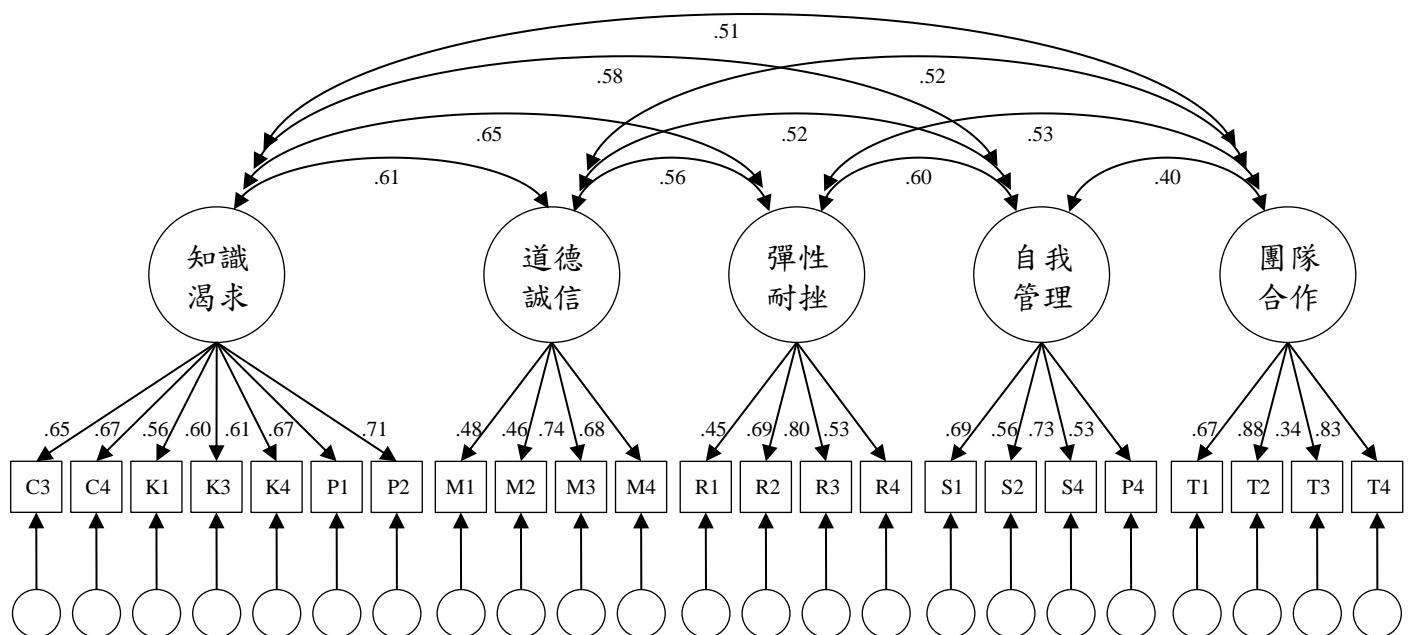 .51
.58
.52
.65
.52
.53
.61
.56
.60
.40
知識
渴求
道德
誠信
彈性
耐挫
自我
管理
團隊
合作
.65 .67 .56 .60 .61 .67 .71
.48 .46 .74 .68
.45 .69 .80 .53
.69 .56 .73 .53
.67 .88 .34 .83
C3 C4 K1 K3 K4 P1 P2
M1 M2 M3 M4
R1 R2 R3 R4
S1 S2 S4 P4
T1 T2 T3 T4